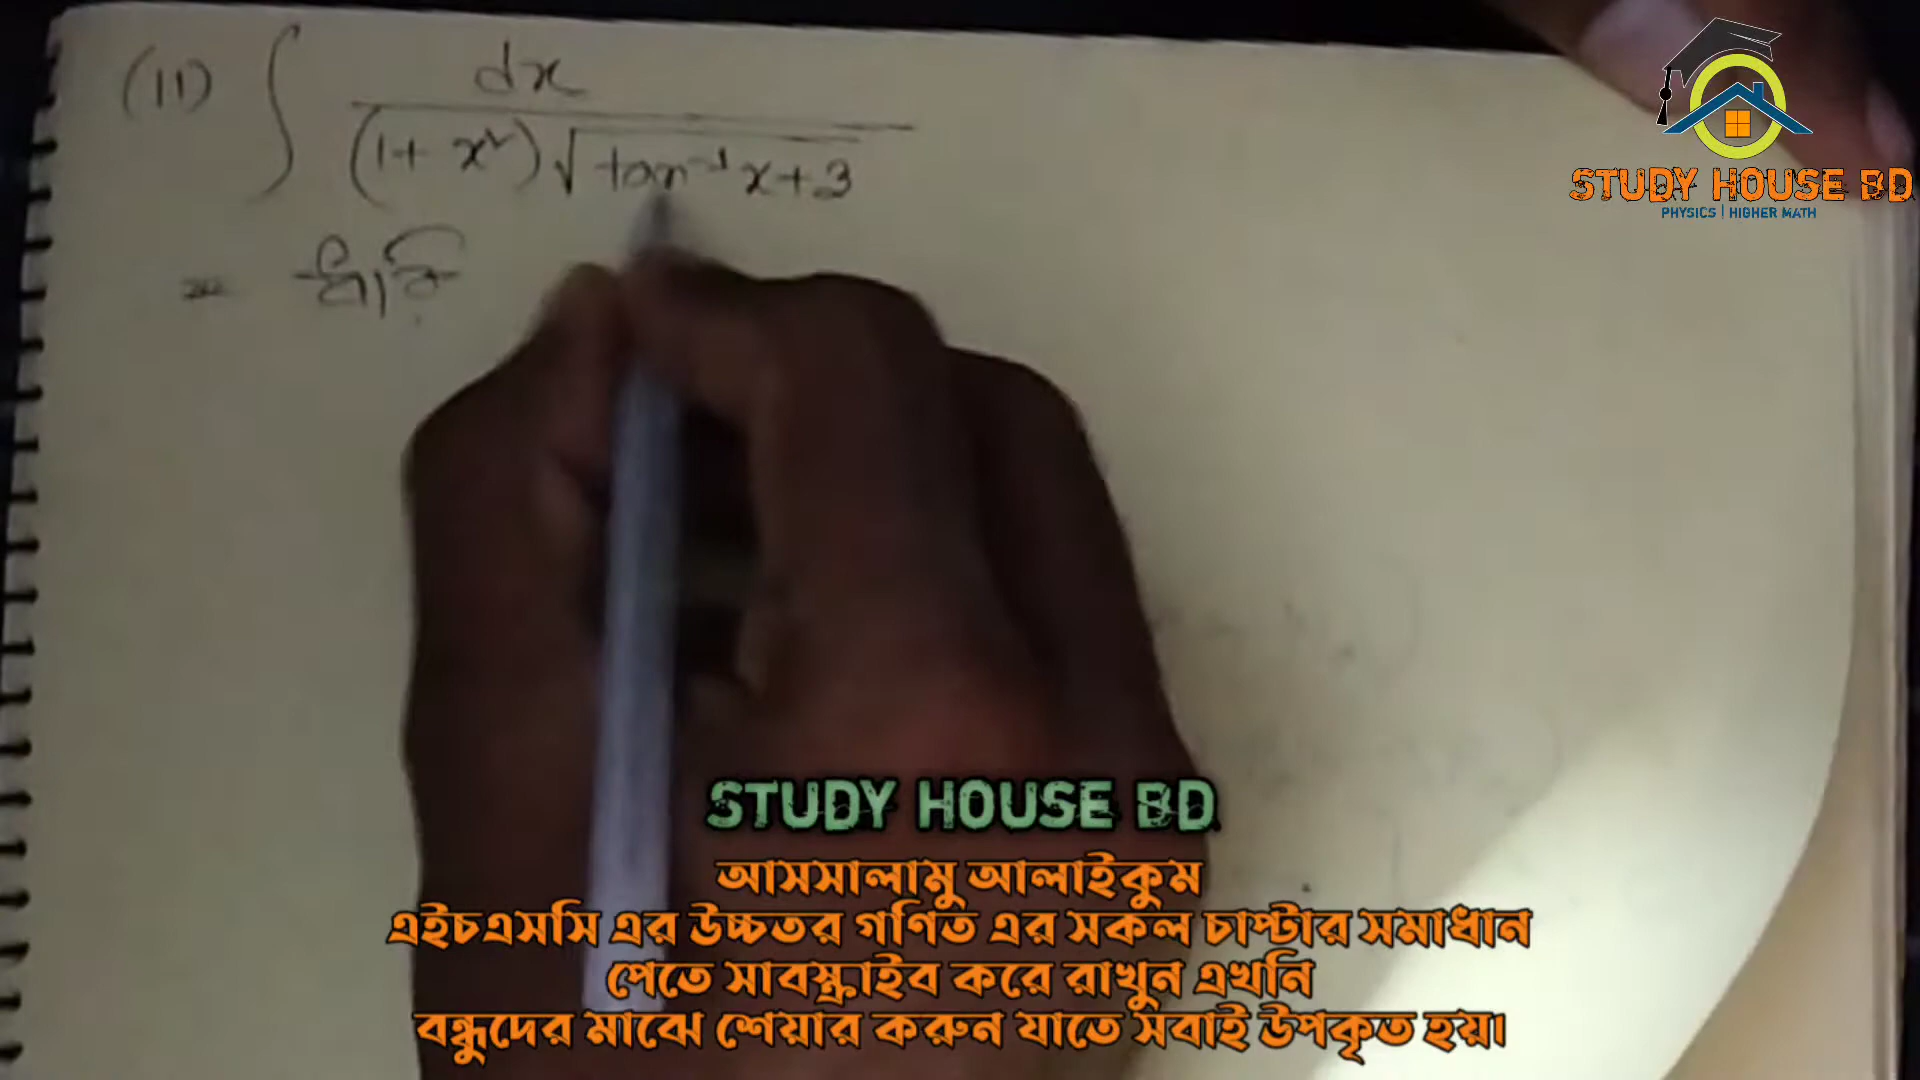 (11) ∫ dx / (1+x²)√tan⁻¹x+3
= ধরি
STUDY HOUSE BD
PHYSICS | HIGHER MATH
STUDY HOUSE BD
আসসালামু আলাইকুম
এইচএসসি এর উচ্চতর গণিত এর সকল চাপ্টার সমাধান
পেতে সাবস্ক্রাইব করে রাখুন এখনি
বন্ধুদের মাঝে শেয়ার করুন যাতে সবাই উপকৃত হয়।